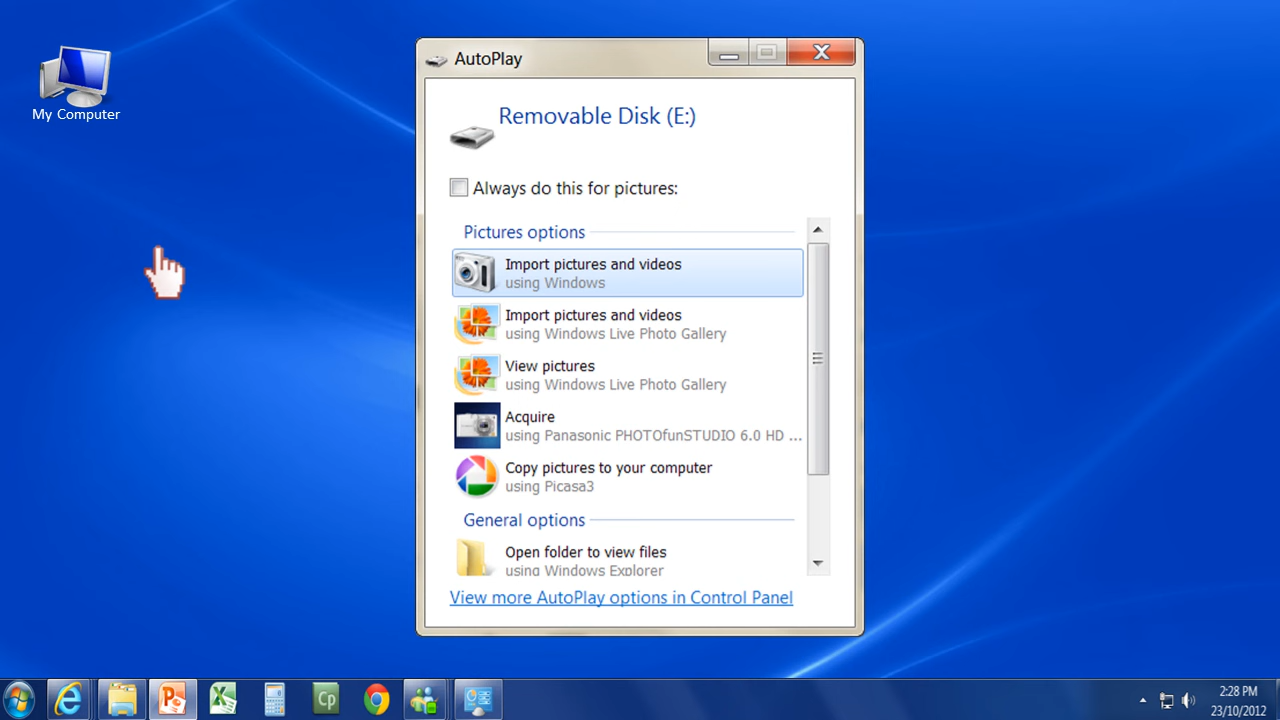 My Computer
AutoPlay
Removable Disk (E:)
Always do this for pictures:
Pictures options
Import pictures and videos
using Windows
Import pictures and videos
using Windows Live Photo Gallery
View pictures
using Windows Live Photo Gallery
Acquire
using Panasonic PHOTOfunSTUDIO 6.0 HD ...
Copy pictures to your computer
using Picasa3
General options
Open folder to view files
using Windows Explorer
View more AutoPlay options in Control Panel
Cp
2:28 PM
23/10/2012